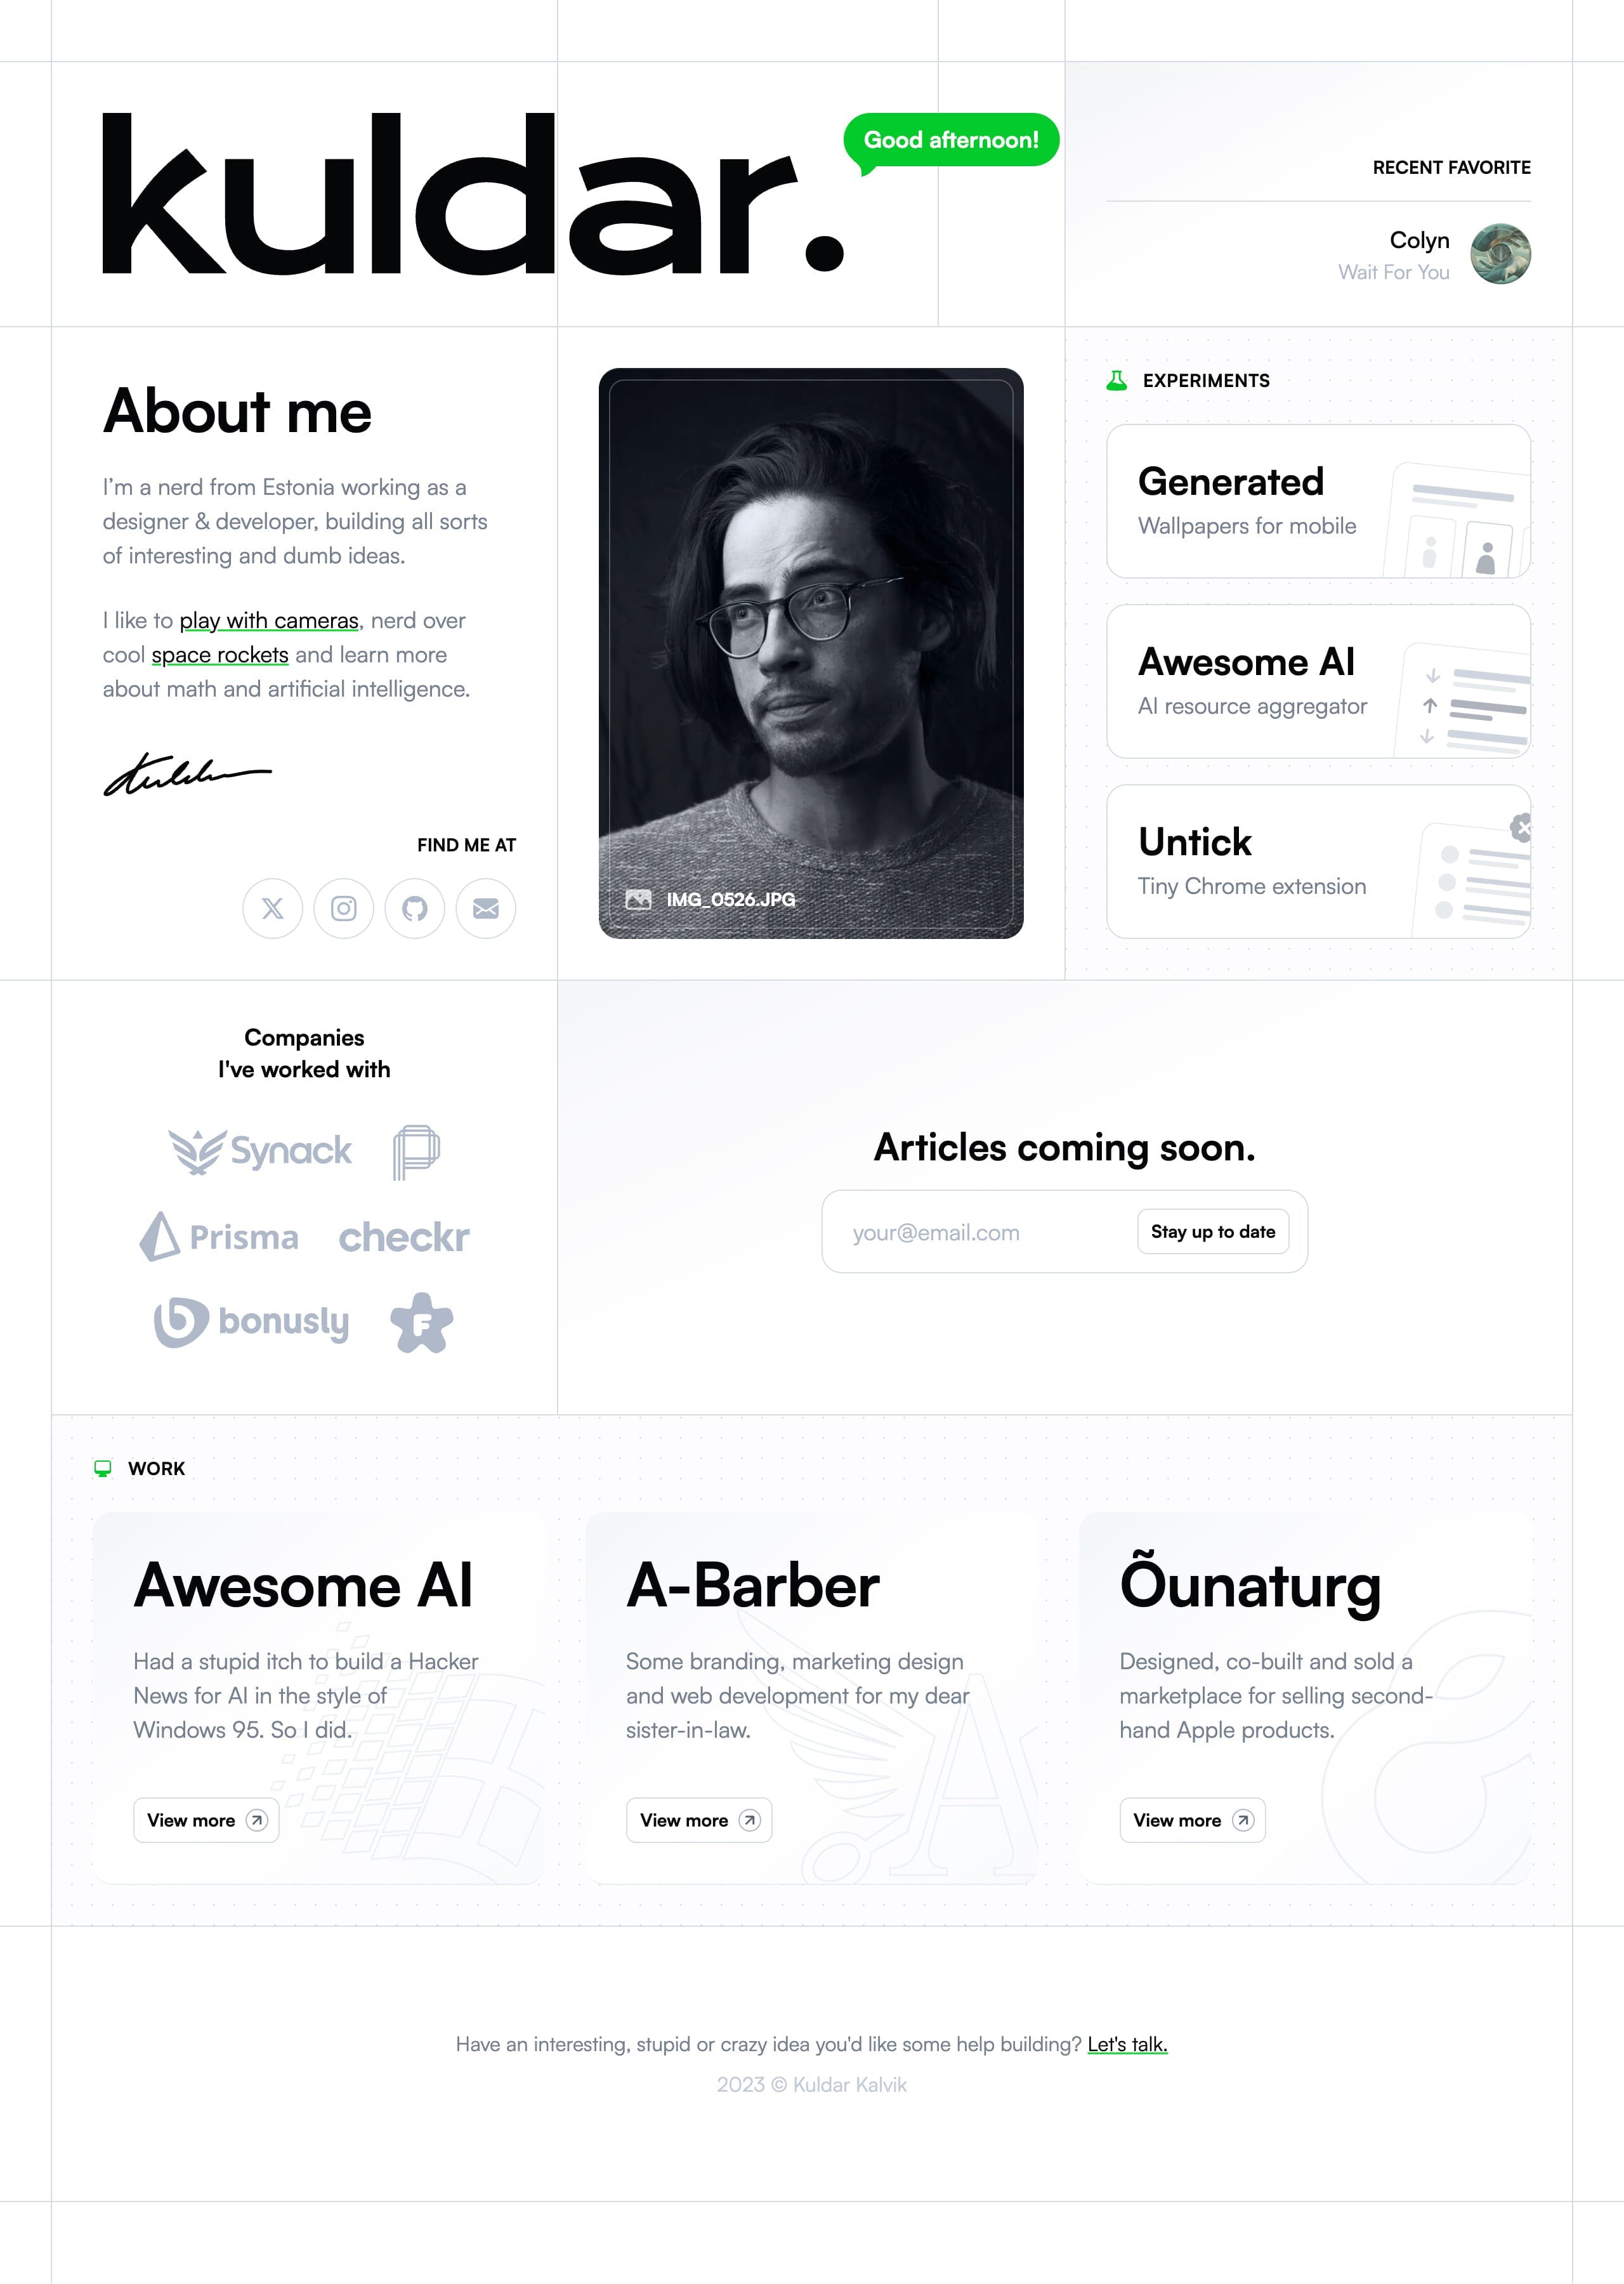 kuldar.
Good afternoon!
RECENT FAVORITE
Colyn
Wait For You
About me
I’m a nerd from Estonia working as a
designer & developer, building all sorts
of interesting and dumb ideas.
I like to play with cameras, nerd over
cool space rockets and learn more
about math and artificial intelligence.
FIND ME AT
IMG_0526.JPG
EXPERIMENTS
Generated
Wallpapers for mobile
Awesome AI
AI resource aggregator
Untick
Tiny Chrome extension
Companies
I've worked with
Synack
Prisma
checkr
bonusly
F
Articles coming soon.
your@email.com
Stay up to date
WORK
Awesome AI
Had a stupid itch to build a Hacker
News for AI in the style of
Windows 95. So I did.
View more
A-Barber
Some branding, marketing design
and web development for my dear
sister-in-law.
View more
Õunaturg
Designed, co-built and sold a
marketplace for selling second-
hand Apple products.
View more
Have an interesting, stupid or crazy idea you'd like some help building? Let's talk.
2023 © Kuldar Kalvik